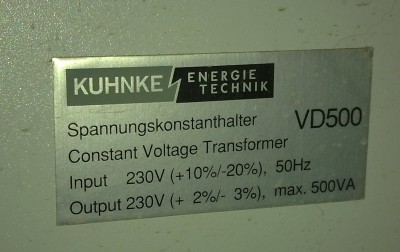 KUHNKE ENERGIE TECHNIK
Spannungskonstanthalter VD500
Constant Voltage Transformer
Input 230V (+10%/-20%), 50Hz
Output 230V (+ 2%/- 3%), max. 500VA